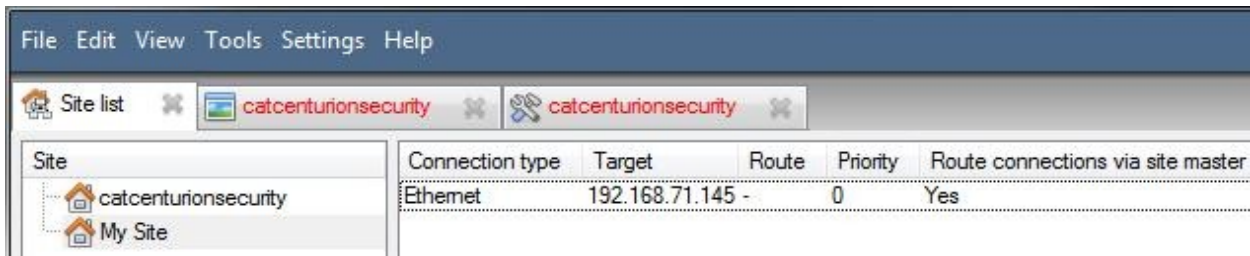 File Edit View Tools Settings Help
Site list catcenturionsecurity catcenturionsecurity
Site Connection type Target Route Priority Route connections via site master
catcenturionsecurity Ethernet 192.168.71.145 - 0 Yes
My Site